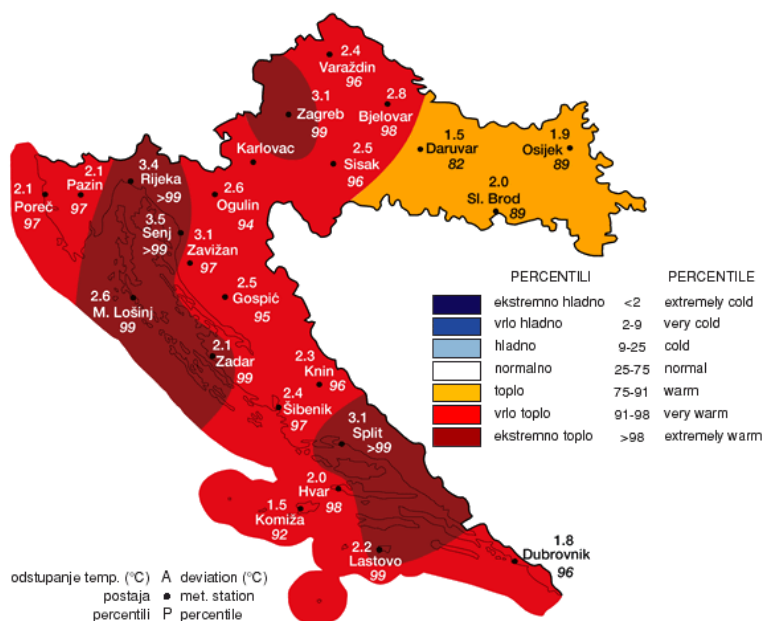 2.4
Varaždin
96
3.1
Zagreb
99
2.8
Bjelovar
98
Karlovac
2.5
Sisak
96
1.5
Daruvar
82
1.9
Osijek
89
2.0
Sl. Brod
89
2.1
Poreč
97
2.1
Pazin
97
3.4
Rijeka
>99
2.6
Ogulin
94
3.5
Senj
>99
3.1
Zavižan
97
2.5
Gospić
95
2.6
M. Lošinj
99
2.1
Zadar
99
2.3
Knin
96
2.4
Šibenik
97
3.1
Split
>99
2.0
Hvar
98
1.5
Komiža
92
2.2
Lastovo
99
1.8
Dubrovnik
96
PERCENTILI PERCENTILE
ekstremno hladno <2 extremely cold
vrlo hladno 2-9 very cold
hladno 9-25 cold
normalno 25-75 normal
toplo 75-91 warm
vrlo toplo 91-98 very warm
ekstremno toplo >98 extremely warm
odstupanje temp. (°C) A deviation (°C)
postaja met. station
percentili P percentile